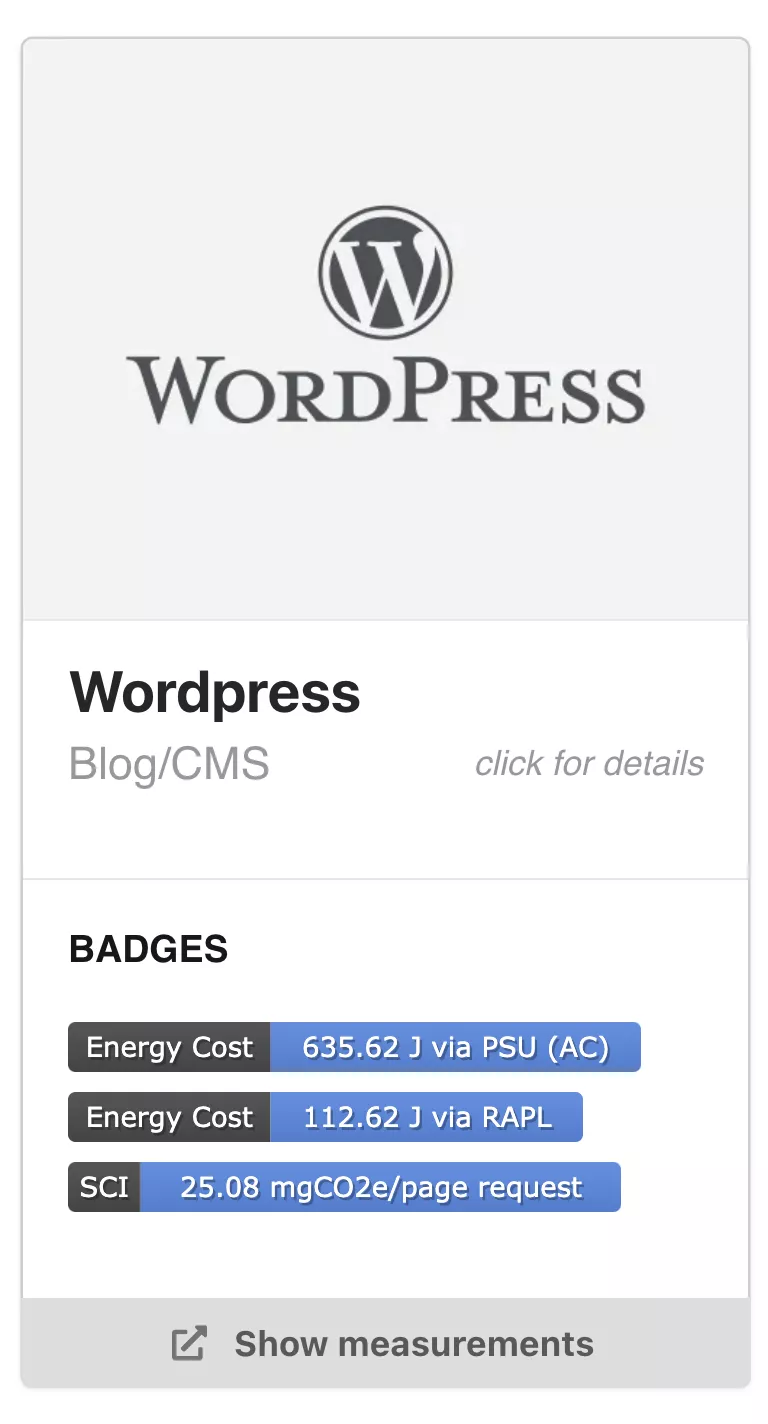 WORDPRESS
Wordpress
Blog/CMS click for details
BADGES
Energy Cost 635.62 J via PSU (AC)
Energy Cost 112.62 J via RAPL
SCI 25.08 mgCO2e/page request
Show measurements